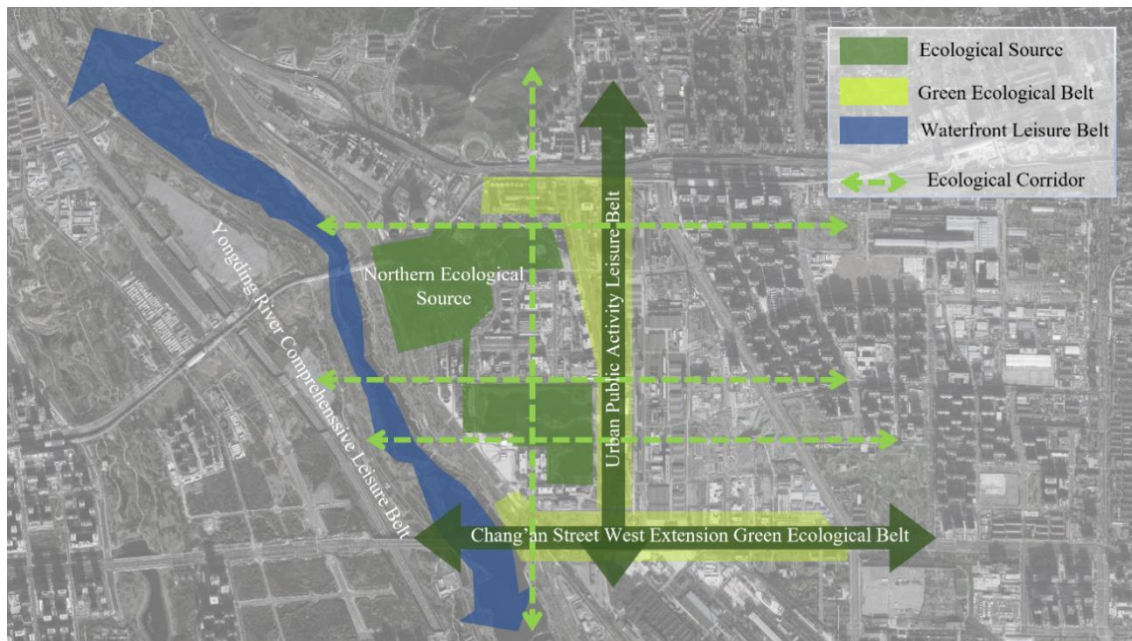 Ecological Source
Green Ecological Belt
Waterfront Leisure Belt
Ecological Corridor
Northern Ecological
Source
Urban Public Activity Leisure Belt
Yongding River Comprehenssive Leisure Belt
Chang'an Street West Extension Green Ecological Belt